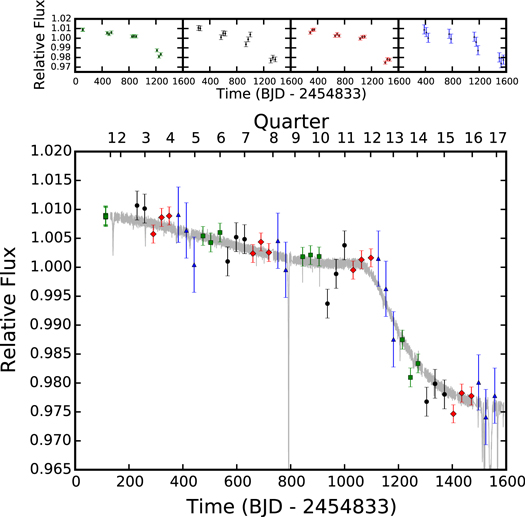 Relative Flux
1.01
1.00
0.99
0.98
0.97
0 400 800 1200 1600 400 800 1200 1600 400 800 1200 1600 400 800 1200 1600
Time (BJD - 2454833)
Quarter
1 2 3 4 5 6 7 8 9 10 11 12 13 14 15 16 17
Relative Flux
1.020
1.015
1.010
1.005
1.000
0.995
0.990
0.985
0.980
0.975
0.970
0.965
0 200 400 600 800 1000 1200 1400 1600
Time (BJD - 2454833)